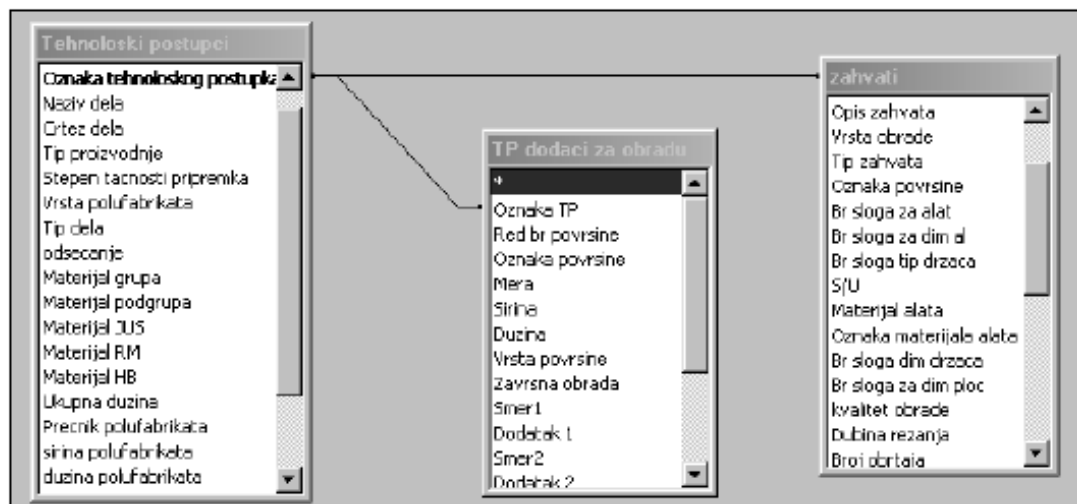 Tehnoloski postupci
Oznaka tehnoloskog postupka
Naziv dela
Crtez dela
Tip proizvodnje
Stepen tacnosti pripremka
Vrsta polufabrikata
Tip dela
odsecanje
Materijal grupa
Materijal podgrupa
Materijal JUS
Materijal RM
Materijal HB
Ukupna duzina
Precnik polufabrikata
sirina polufabrikata
duzina polufabrikata
TP dodaci za obradu
*
Oznaka TP
Red br povrsine
Oznaka povrsine
Mera
Sirina
Duzina
Vrsta povrsine
Zavrsna obrada
Smer1
Dodatak 1
Smer2
Dodatak 2
zahvati
Opis zahvata
Vrsta obrade
Tip zahvata
Oznaka povrsine
Br sloga za alat
Br sloga za dim al
Br sloga tip drzaca
S/U
Materijal alata
Oznaka materijala alata
Br sloga dim drzaca
Br sloga za dim ploc
kvalitet obrade
Dubina rezanja
Broj obrtaja